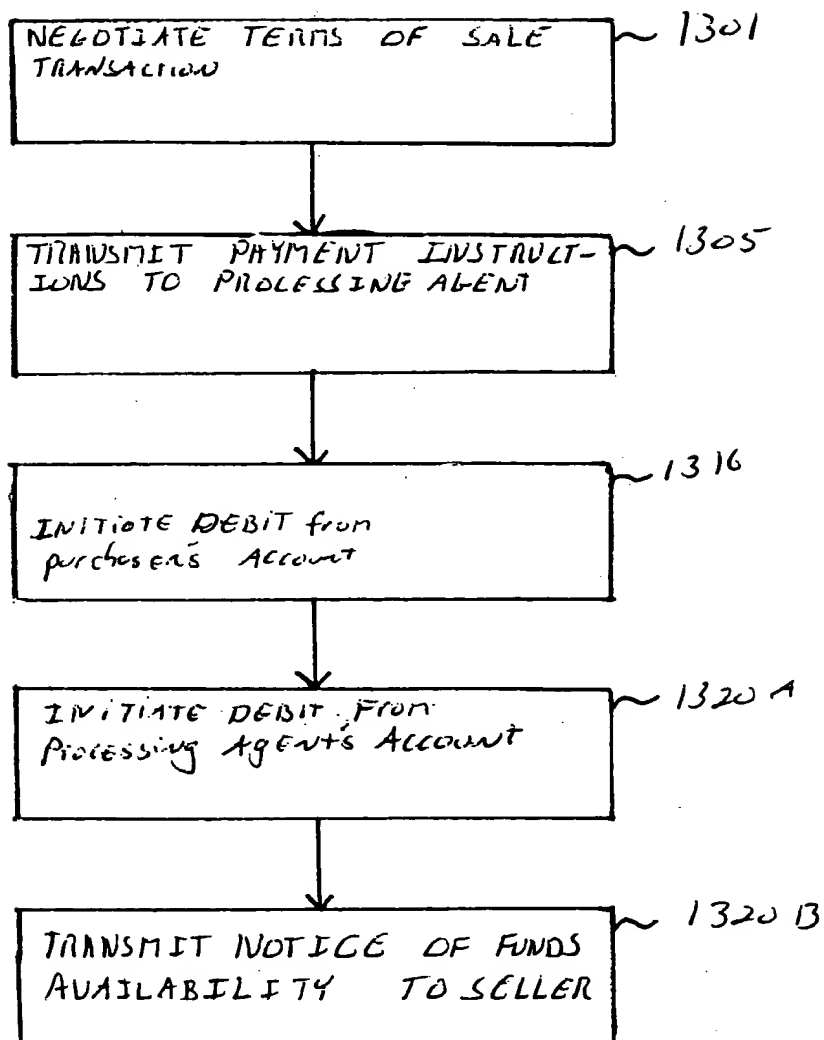 NEGOTIATE TERMS OF SALE
TRANSACTION
1301
TRANSMIT PAYMENT INSTRUCT-
IONS TO PROCESSING AGENT
1305
INITIATE DEBIT from
purchaser's Account
1316
INITIATE DEBIT From
Processing Agent's Account
1320 A
TRANSMIT NOTICE OF FUNDS
AVAILABILITY TO SELLER
1320 B